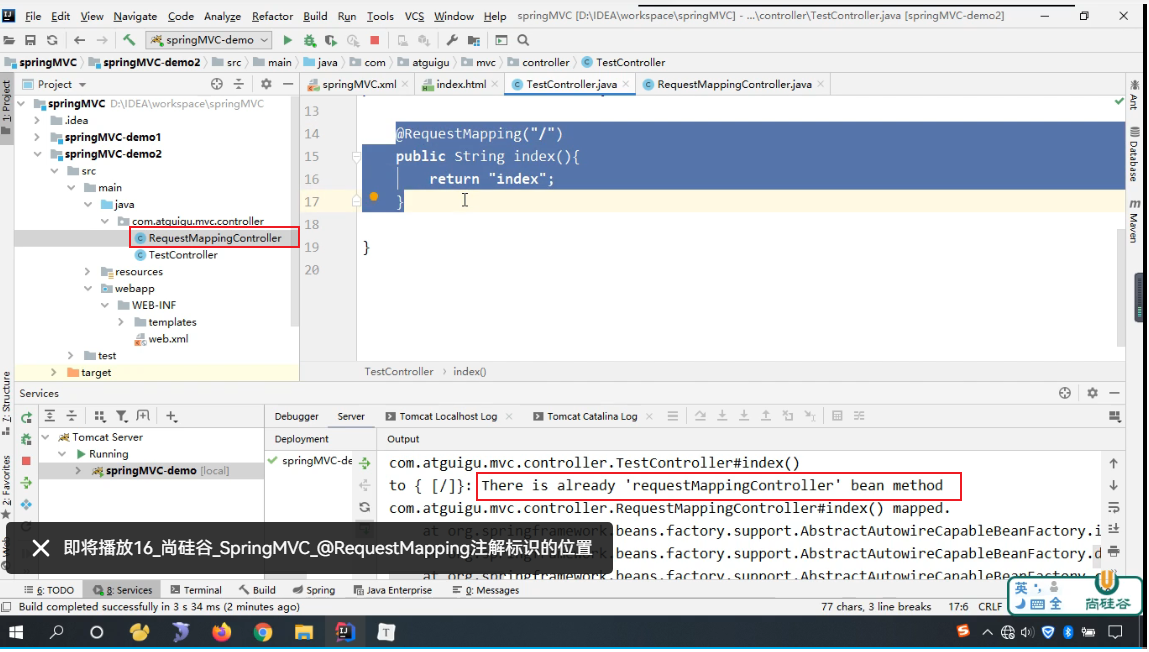 File Edit View Navigate Code Analyze Refactor Build Run Tools VCS Window Help springMVC [D:\IDEA\workspace\springMVC] - ...\controller\TestController.java [springMVC-demo2]
springMVC-demo
springMVC springMVC-demo2 src main java com atguigu mvc controller TestController
Project
springMVC.xml index.html TestController.java RequestMappingController.java
1: Project
springMVC D:\IDEA\workspace\springMVC
.idea
springMVC-demo1
springMVC-demo2
src
main
java
com.atguigu.mvc.controller
RequestMappingController
TestController
resources
webapp
WEB-INF
templates
web.xml
test
target
13
14 @RequestMapping("/")
15 public String index(){
16 return "index";
17 }
18
19 }
20
TestController index()
Ant
Database
Maven
Z: Structure
2: Favorites
Services
Debugger Server Tomcat Localhost Log Tomcat Catalina Log
Tomcat Server
Running
springMVC-demo [local]
Deployment
springMVC-de
Output
com.atguigu.mvc.controller.TestController#index()
to { [/]}: There is already 'requestMappingController' bean method
com.atguigu.mvc.controller.RequestMappingController#index() mapped.
at org.springframework.beans.factory.support.AbstractAutowireCapableBeanFactory.i
.beans.factory.support.AbstractAutowireCapableBeanFactory.d
at org.springframework.beans.factory.support.AbstractAutowireCapableBeanFactory.
即将播放16_尚硅谷_SpringMVC_@RequestMapping注解标识的位置
6: TODO 8: Services Terminal Build Spring Java Enterprise 0: Messages
Build completed successfully in 3 s 34 ms (2 minutes ago)
77 chars, 3 line breaks 17:6 CRLF
英
全
尚硅谷